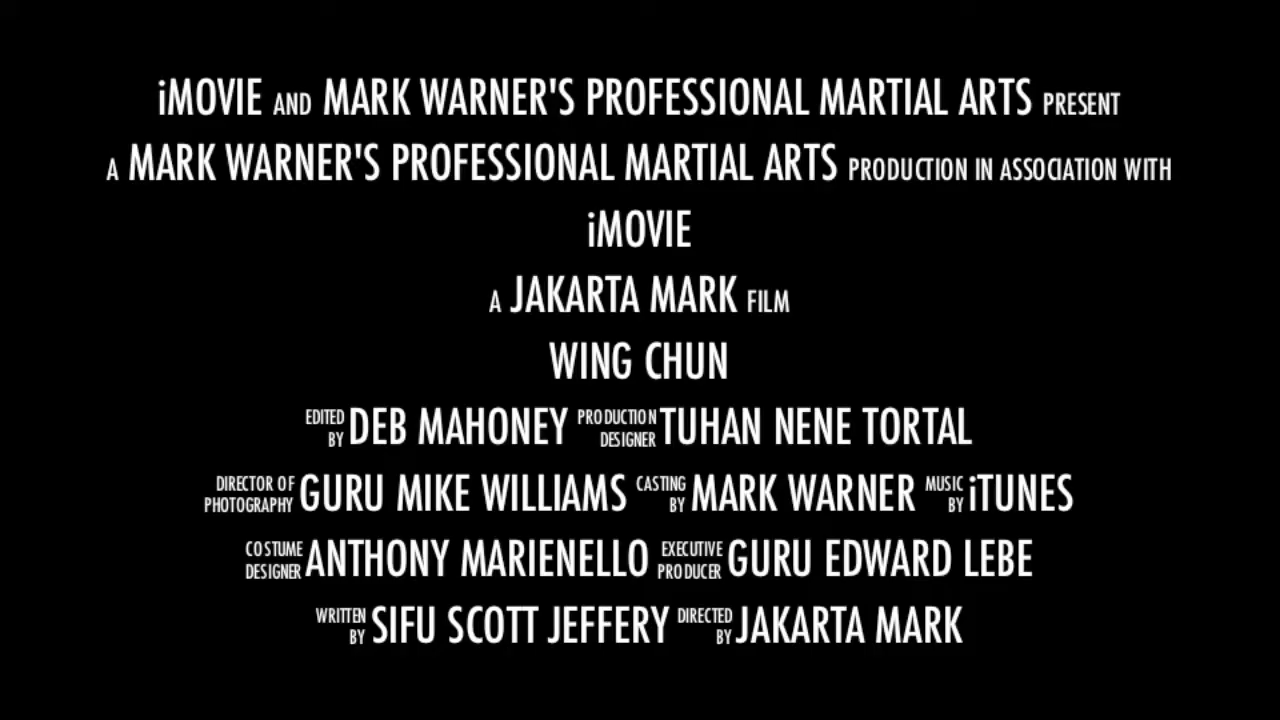 iMOVIE AND MARK WARNER'S PROFESSIONAL MARTIAL ARTS PRESENT
A MARK WARNER'S PROFESSIONAL MARTIAL ARTS PRODUCTION IN ASSOCIATION WITH
iMOVIE
A JAKARTA MARK FILM
WING CHUN
EDITED BY DEB MAHONEY PRODUCTION DESIGNER TUHAN NENE TORTAL
DIRECTOR OF PHOTOGRAPHY GURU MIKE WILLIAMS CASTING BY MARK WARNER MUSIC BY iTUNES
COSTUME DESIGNER ANTHONY MARIENELLO EXECUTIVE PRODUCER GURU EDWARD LEBE
WRITTEN BY SIFU SCOTT JEFFERY DIRECTED BY JAKARTA MARK